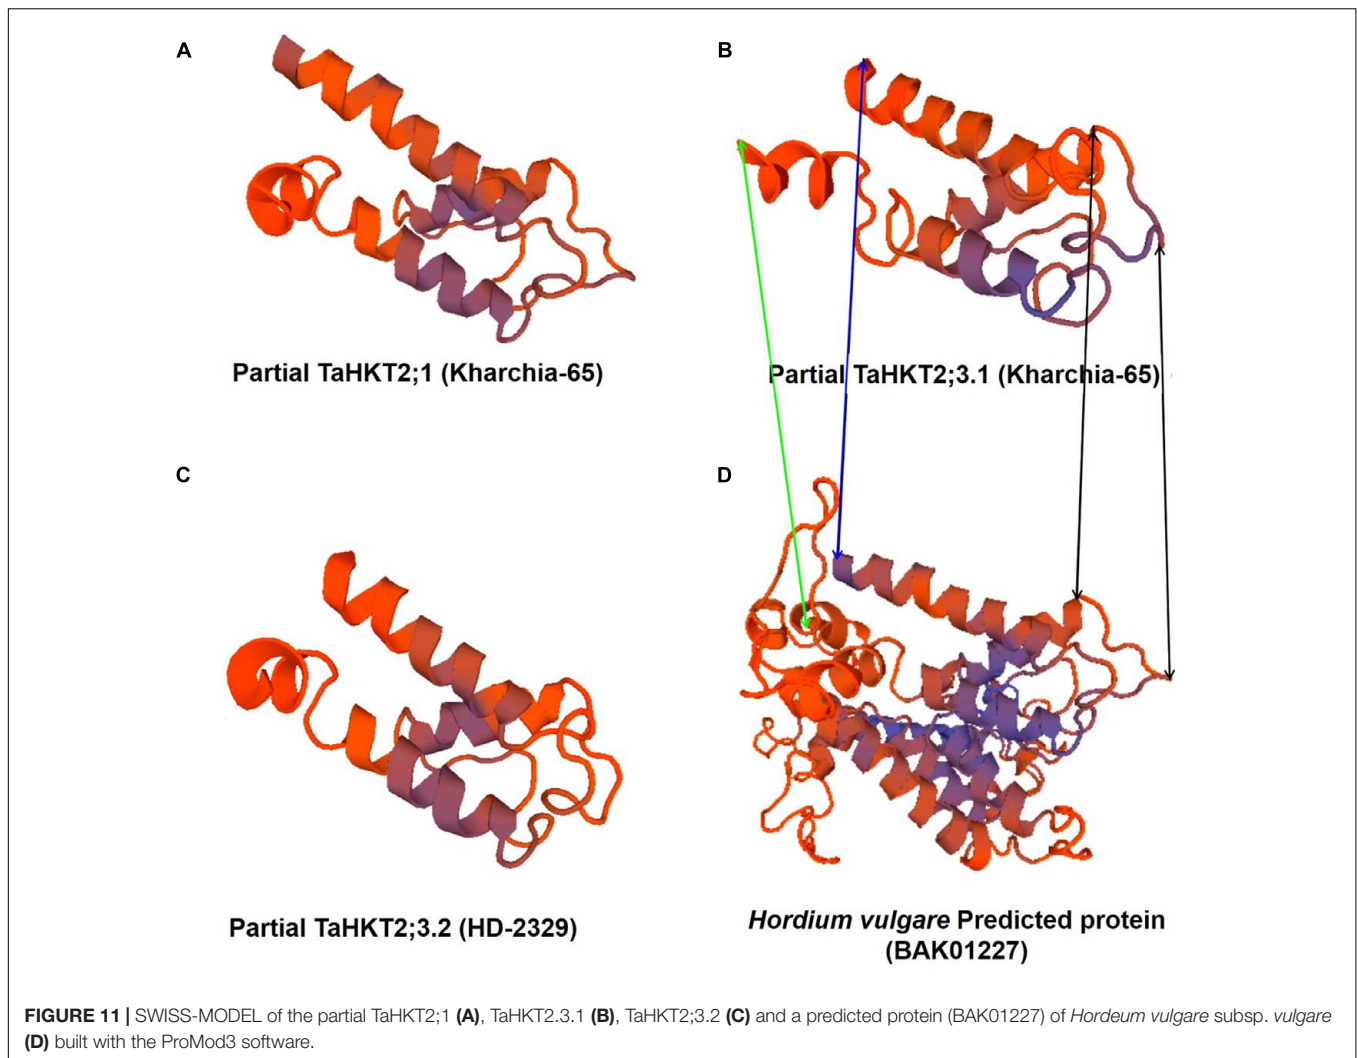 A
B
Partial TaHKT2;1 (Kharchia-65)
Partial TaHKT2;3.1 (Kharchia-65)
C
D
Partial TaHKT2;3.2 (HD-2329)
Hordium vulgare Predicted protein
(BAK01227)
FIGURE 11 | SWISS-MODEL of the partial TaHKT2;1 (A), TaHKT2.3.1 (B), TaHKT2;3.2 (C) and a predicted protein (BAK01227) of Hordeum vulgare subsp. vulgare
(D) built with the ProMod3 software.